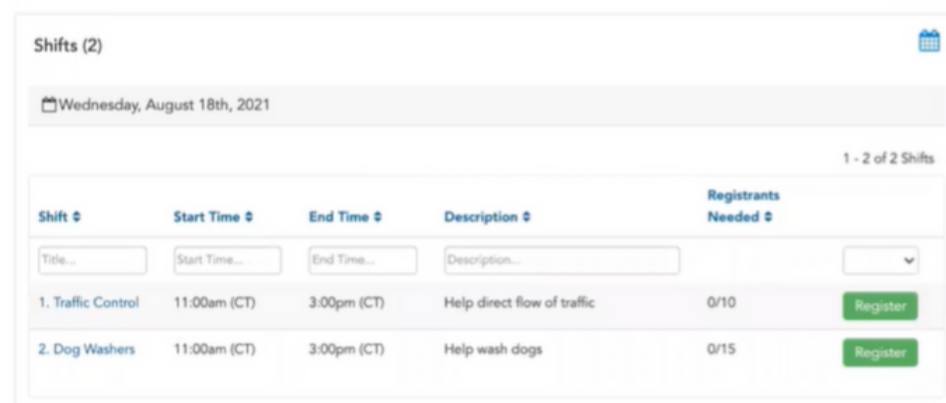 Shifts (2)
Wednesday, August 18th, 2021
1 - 2 of 2 Shifts
Registrants
Shift Start Time End Time Description Needed
Title... Start Time... End Time... Description...
1. Traffic Control 11:00am (CT) 3:00pm (CT) Help direct flow of traffic 0/10 Register
2. Dog Washers 11:00am (CT) 3:00pm (CT) Help wash dogs 0/15 Register